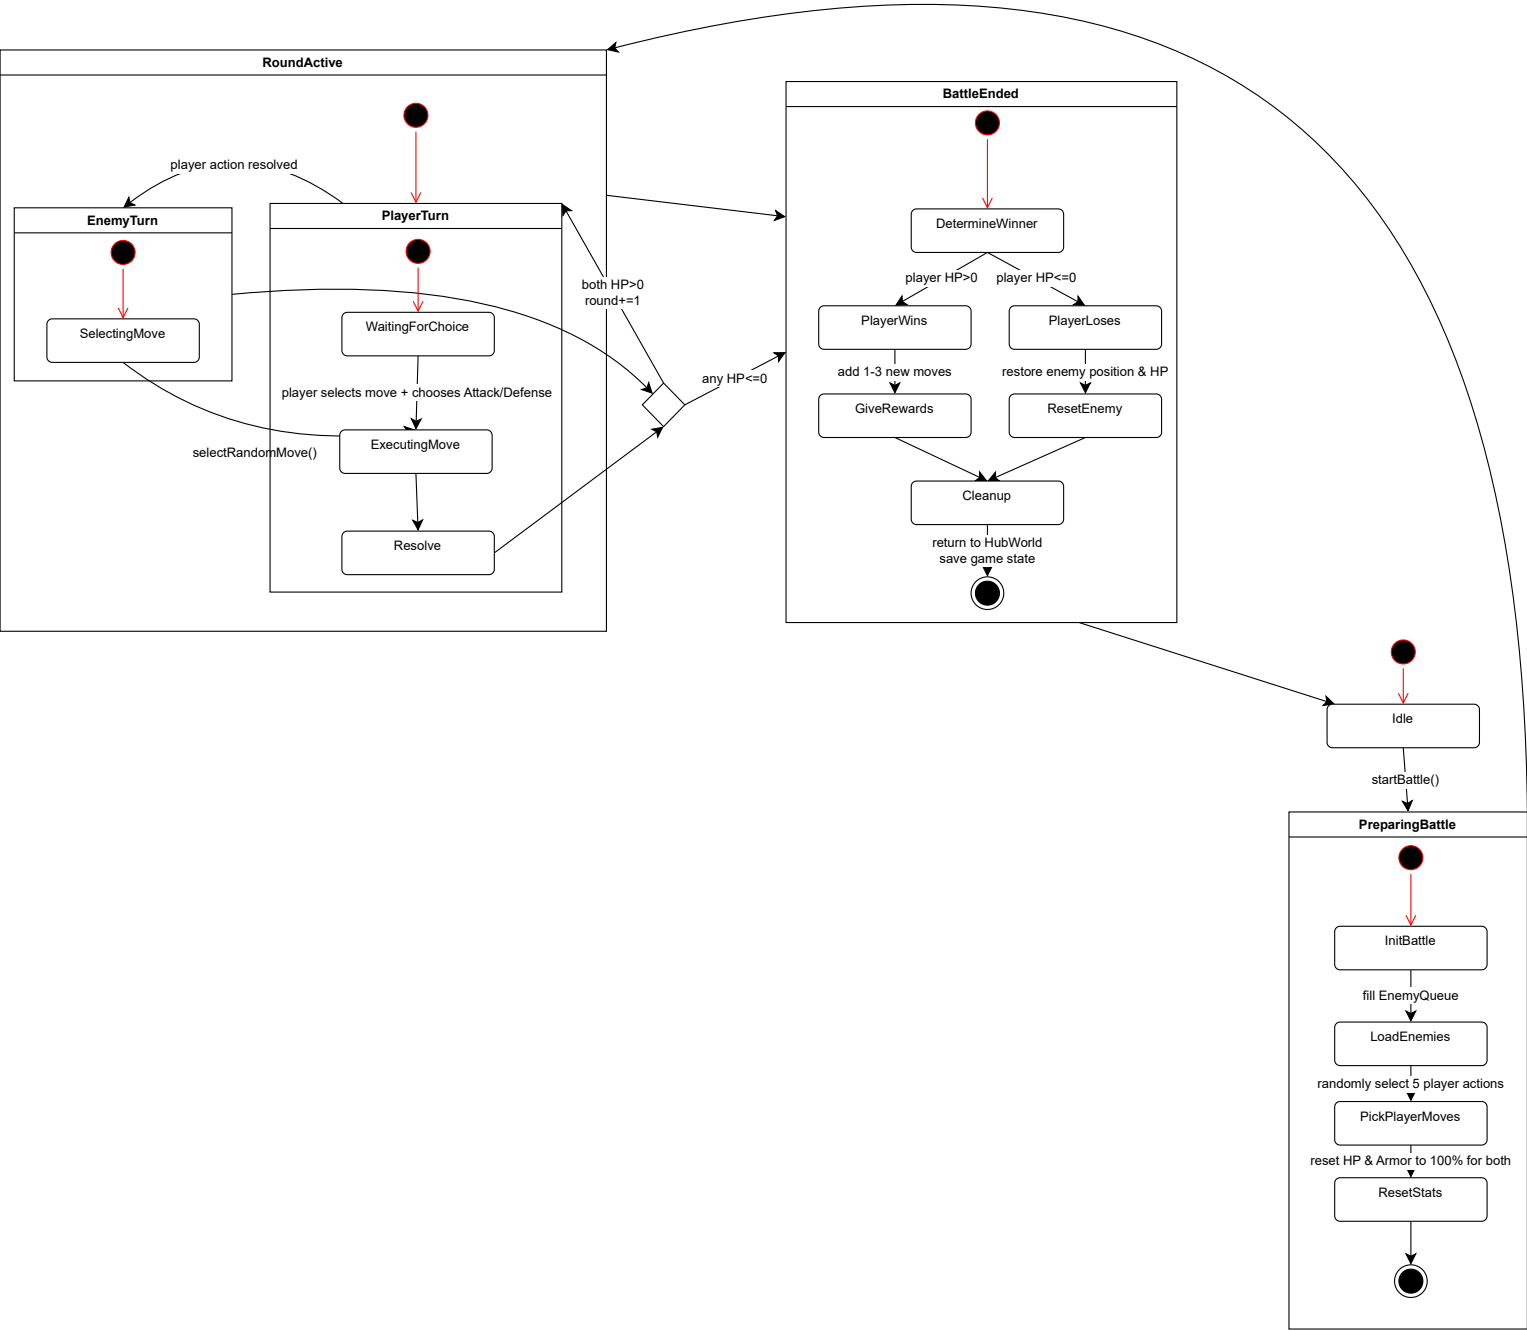 RoundActive
player action resolved
EnemyTurn
SelectingMove
selectRandomMove()
PlayerTurn
WaitingForChoice
player selects move + chooses Attack/Defense
ExecutingMove
Resolve
both HP>0
round+=1
any HP<=0
BattleEnded
DetermineWinner
player HP>0
player HP<=0
PlayerWins
PlayerLoses
add 1-3 new moves
restore enemy position & HP
GiveRewards
ResetEnemy
Cleanup
return to HubWorld
save game state
Idle
startBattle()
PreparingBattle
InitBattle
fill EnemyQueue
LoadEnemies
randomly select 5 player actions
PickPlayerMoves
reset HP & Armor to 100% for both
ResetStats